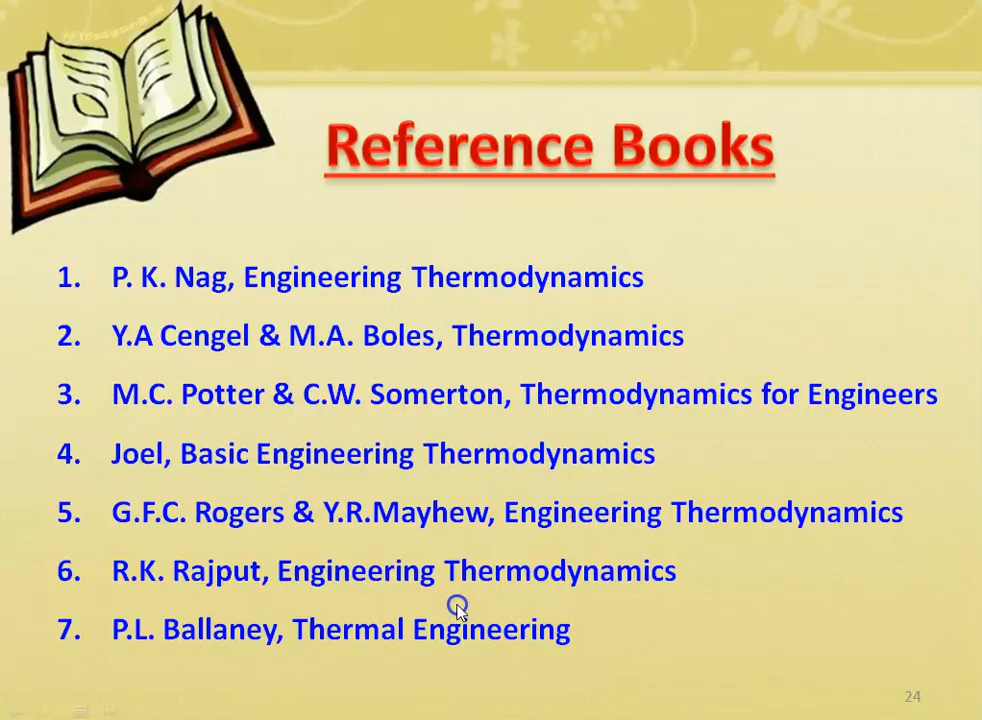 Reference Books
1. P. K. Nag, Engineering Thermodynamics
2. Y.A Cengel & M.A. Boles, Thermodynamics
3. M.C. Potter & C.W. Somerton, Thermodynamics for Engineers
4. Joel, Basic Engineering Thermodynamics
5. G.F.C. Rogers & Y.R.Mayhew, Engineering Thermodynamics
6. R.K. Rajput, Engineering Thermodynamics
7. P.L. Ballaney, Thermal Engineering
24